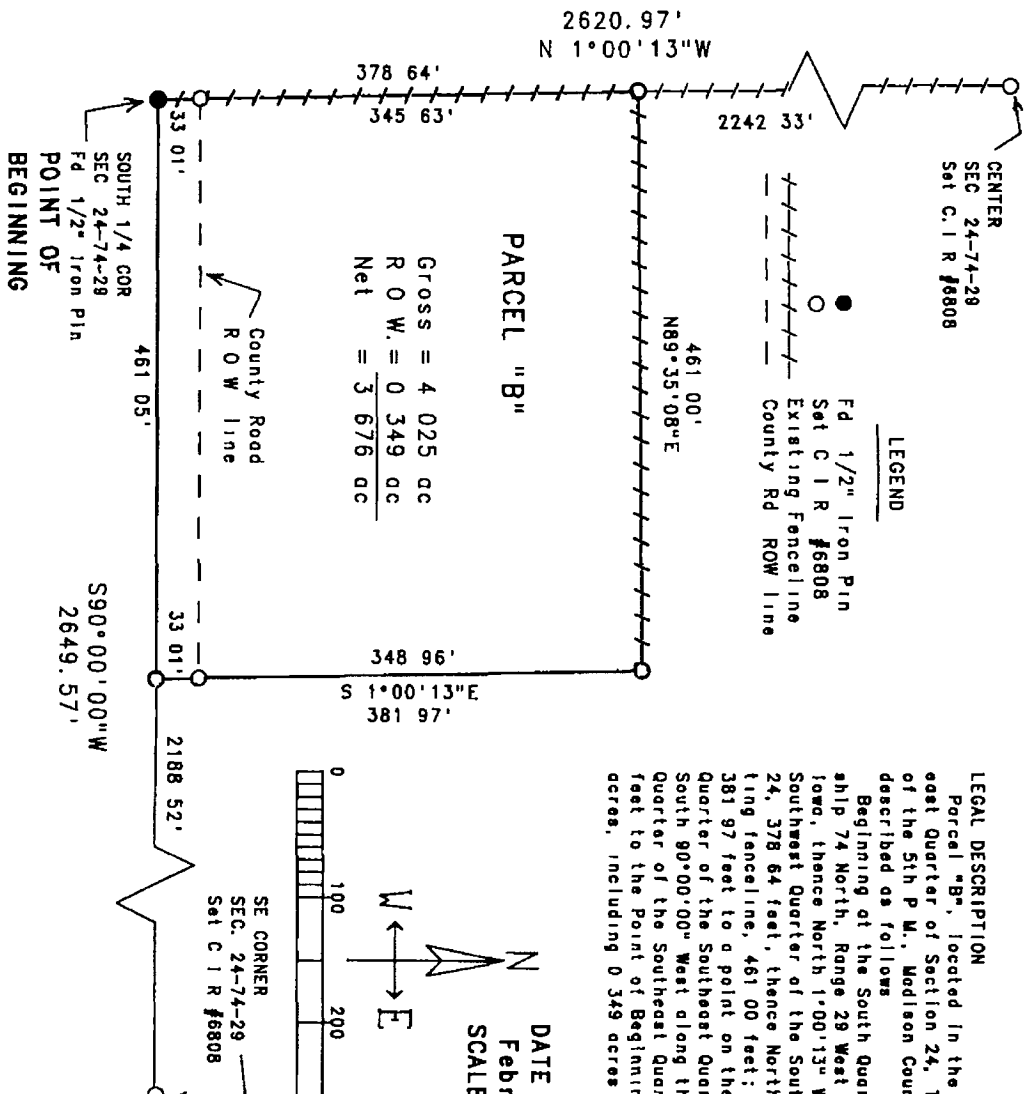 2620.97'
N 1°00'13"W
378 64'
345 63'
2242 33'
33 01'
CENTER
SEC 24-74-29
Set C.I R #6808
LEGEND
Fd 1/2" Iron Pin
Set C I R #6808
Existing Fenceline
County Rd ROW line
461 00'
N89°35'08"E
PARCEL "B"
Gross = 4 025 ac
R O W. = 0 349 ac
Net = 3 676 ac
County Road
R O W line
SOUTH 1/4 COR
SEC 24-74-29
Fd 1/2" Iron Pin
POINT OF
BEGINNING
461 05'
33 01'
348 96'
S 1°00'13"E
381 97'
S90°00'00"W
2649.57'
2188 52'
SE CORNER
SEC. 24-74-29
Set C I R #6808
0 100 200
N
W E
DATE
Febr
SCALE
LEGAL DESCRIPTION
Parcel "B", located in the
east Quarter of Section 24, T
of the 5th P M., Madison Coun
described as follows
Beginning at the South Quar
ship 74 North, Range 29 West
Iowa, thence North 1°00'13" W
Southwest Quarter of the Sout
24, 378 64 feet, thence North
ting fenceline, 461 00 feet;
381 97 feet to a point on the
Quarter of the Southeast Quar
South 90°00'00" West along th
Quarter of the Southeast Quar
feet to the Point of Beginnin
acres, including 0 349 acres